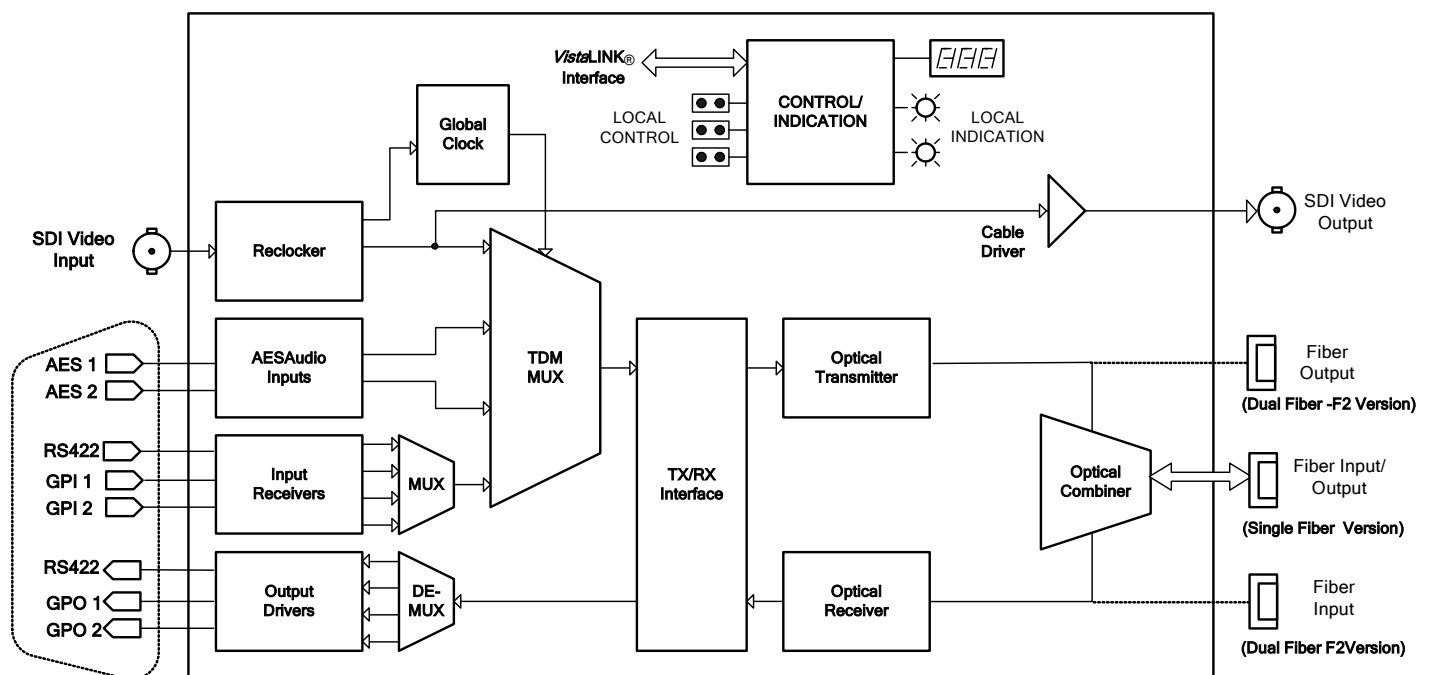 VistaLINK®
Interface
CONTROL/
INDICATION
LOCAL
CONTROL
LOCAL
INDICATION
Global
Clock
SDI Video
Input
Reclocker
Cable
Driver
SDI Video
Output
AES 1
AES 2
AESAudio
Inputs
TDM
MUX
Optical
Transmitter
Fiber
Output
(Dual Fiber -F2 Version)
RS422
GPI 1
GPI 2
Input
Receivers
MUX
TX/RX
Interface
Optical
Combiner
Fiber Input/
Output
(Single Fiber Version)
RS422
GPO 1
GPO 2
Output
Drivers
DE-
MUX
Optical
Receiver
Fiber
Input
(Dual Fiber F2Version)